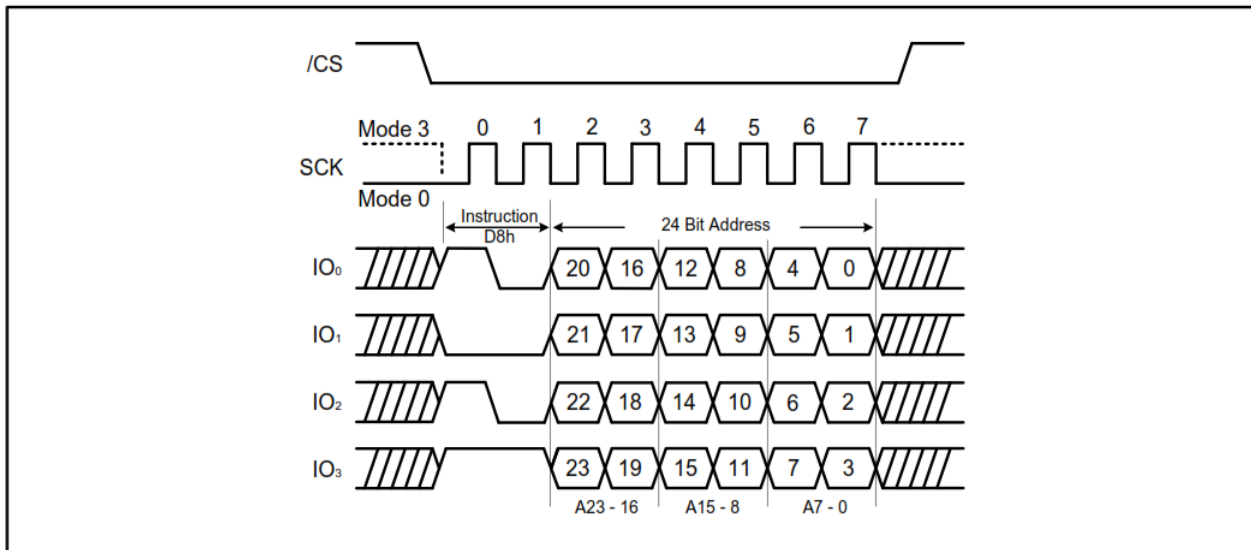 /CS
Mode 3 0 1 2 3 4 5 6 7
SCK
Mode 0
Instruction
D8h
24 Bit Address
IO₀ 20 16 12 8 4 0
IO₁ 21 17 13 9 5 1
IO₂ 22 18 14 10 6 2
IO₃ 23 19 15 11 7 3
A23 - 16 A15 - 8 A7 - 0